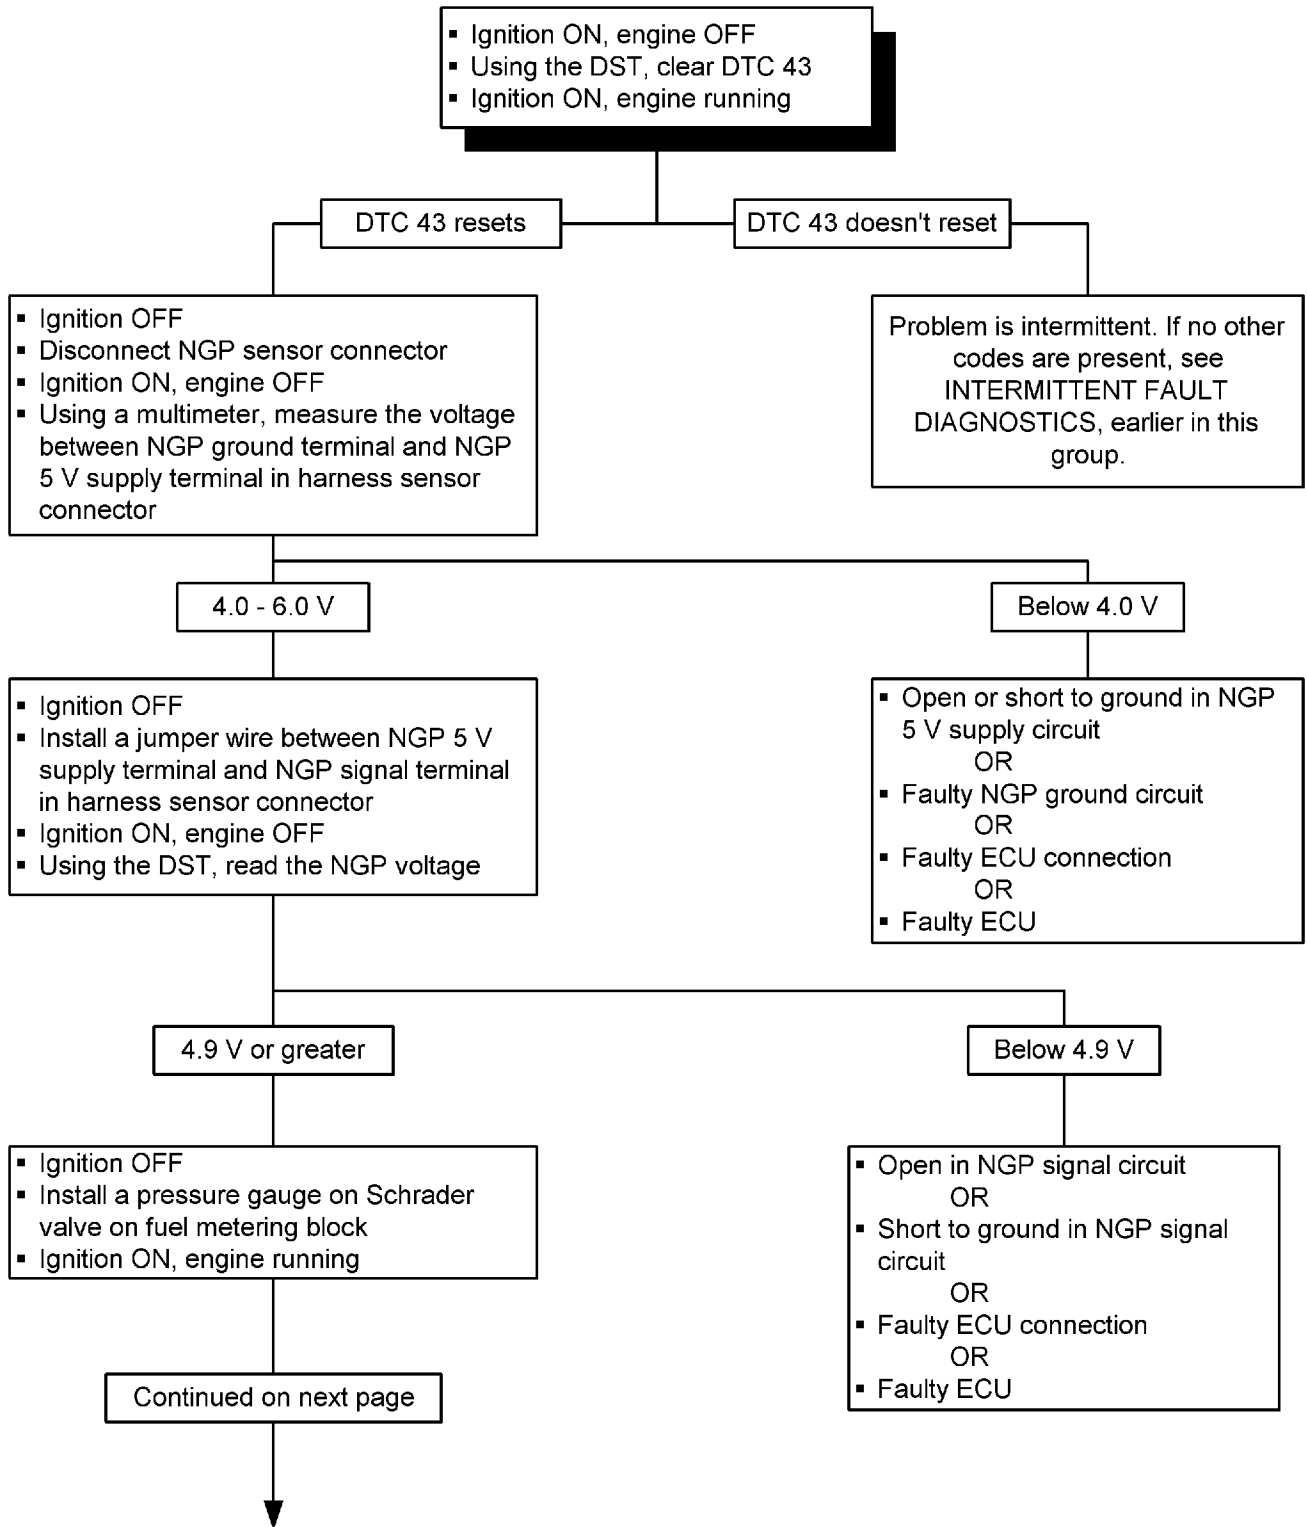 ▪ Ignition ON, engine OFF
▪ Using the DST, clear DTC 43
▪ Ignition ON, engine running
DTC 43 resets
DTC 43 doesn't reset
▪ Ignition OFF
▪ Disconnect NGP sensor connector
▪ Ignition ON, engine OFF
▪ Using a multimeter, measure the voltage
between NGP ground terminal and NGP
5 V supply terminal in harness sensor
connector
Problem is intermittent. If no other
codes are present, see
INTERMITTENT FAULT
DIAGNOSTICS, earlier in this
group.
4.0 - 6.0 V
Below 4.0 V
▪ Ignition OFF
▪ Install a jumper wire between NGP 5 V
supply terminal and NGP signal terminal
in harness sensor connector
▪ Ignition ON, engine OFF
▪ Using the DST, read the NGP voltage
▪ Open or short to ground in NGP
5 V supply circuit
OR
▪ Faulty NGP ground circuit
OR
▪ Faulty ECU connection
OR
▪ Faulty ECU
4.9 V or greater
Below 4.9 V
▪ Ignition OFF
▪ Install a pressure gauge on Schrader
valve on fuel metering block
▪ Ignition ON, engine running
▪ Open in NGP signal circuit
OR
▪ Short to ground in NGP signal
circuit
OR
▪ Faulty ECU connection
OR
▪ Faulty ECU
Continued on next page